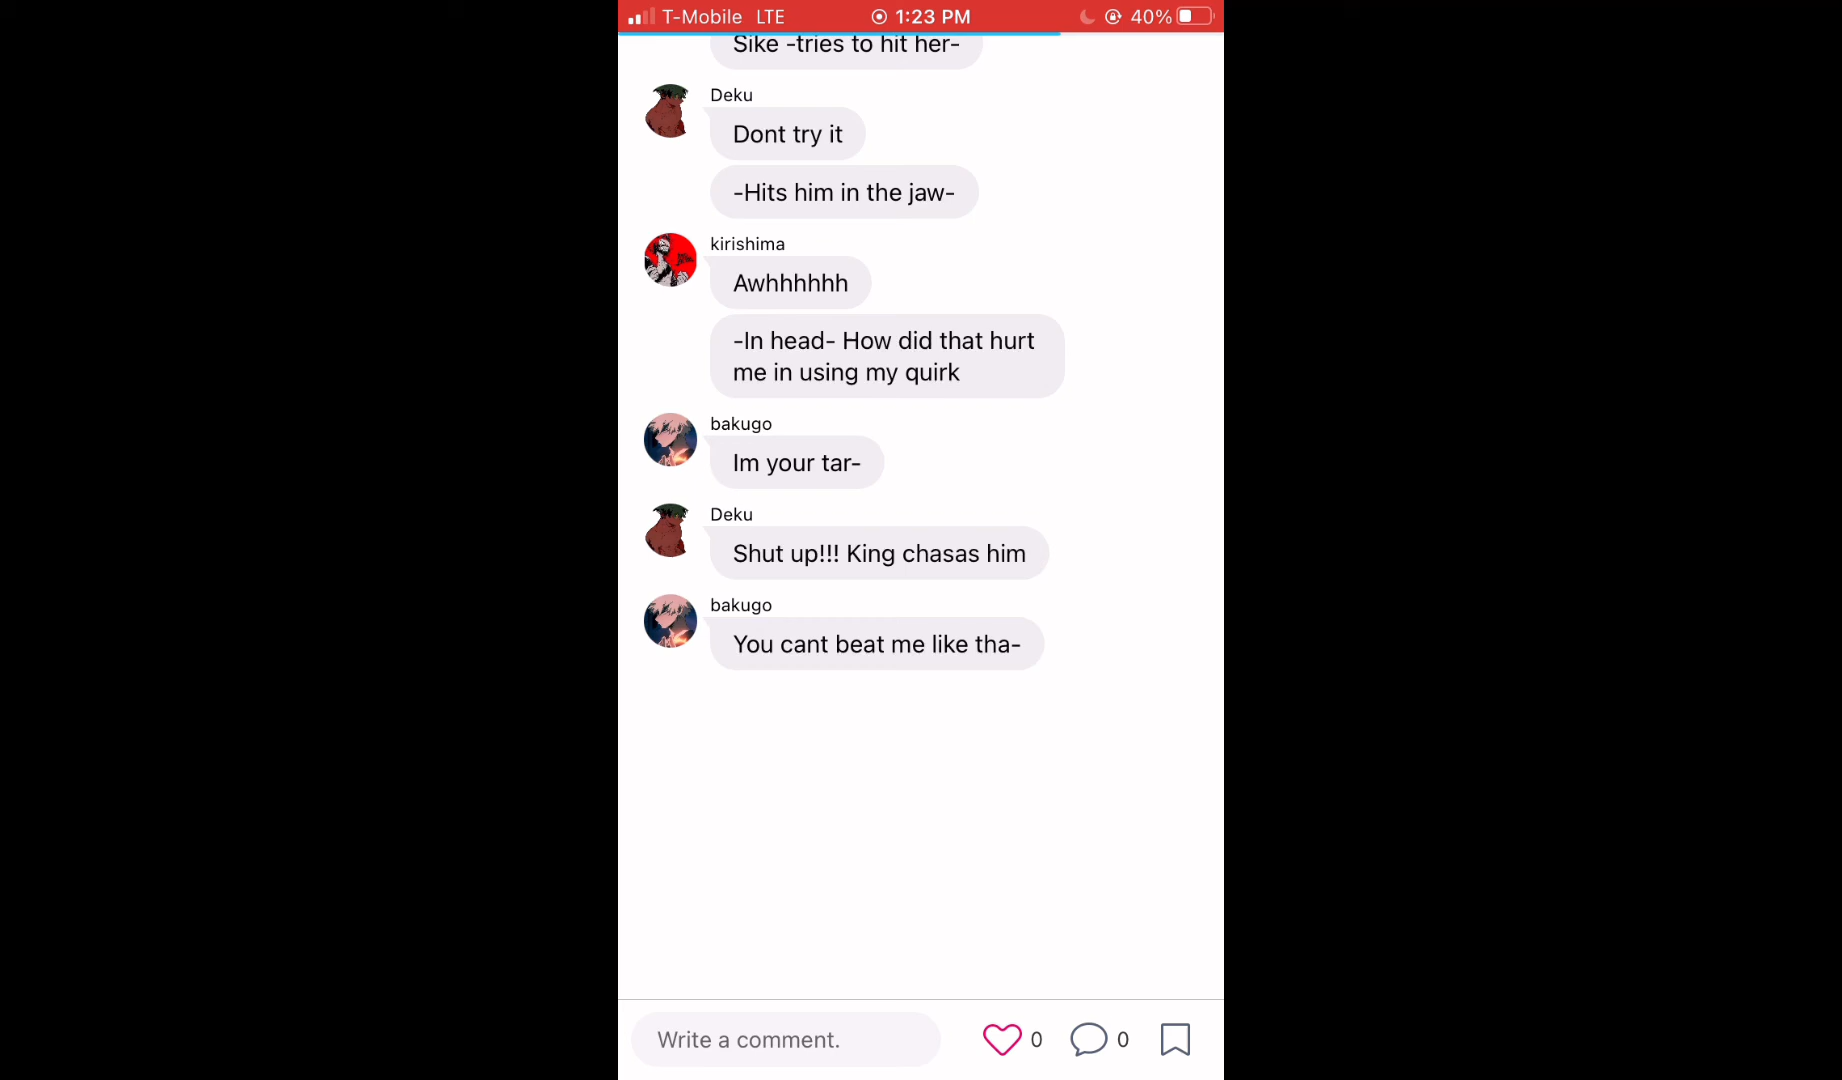 T-Mobile LTE 1:23 PM 40%
Sike -tries to hit her-
Deku
Dont try it
-Hits him in the jaw-
kirishima
Awhhhhhh
-In head- How did that hurt
me in using my quirk
bakugo
Im your tar-
Deku
Shut up!!! King chasas him
bakugo
You cant beat me like tha-
Write a comment. 0 0